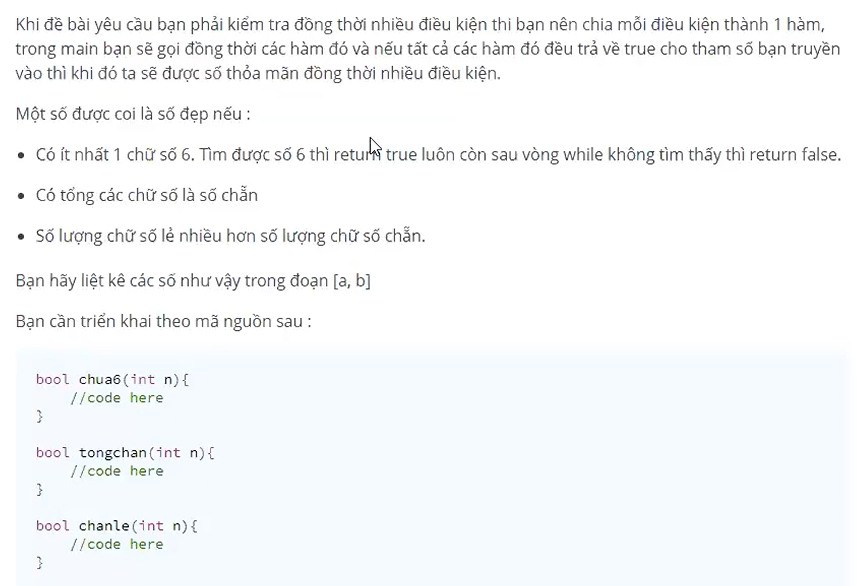 Khi đề bài yêu cầu bạn phải kiểm tra đồng thời nhiều điều kiện thi bạn nên chia mỗi điều kiện thành 1 hàm,
trong main bạn sẽ gọi đồng thời các hàm đó và nếu tất cả các hàm đó đều trả về true cho tham số bạn truyền
vào thì khi đó ta sẽ được số thỏa mãn đồng thời nhiều điều kiện.
Một số được coi là số đẹp nếu :
• Có ít nhất 1 chữ số 6. Tìm được số 6 thì return true luôn còn sau vòng while không tìm thấy thì return false.
• Có tổng các chữ số là số chẵn
• Số lượng chữ số lẻ nhiều hơn số lượng chữ số chẵn.
Bạn hãy liệt kê các số như vậy trong đoạn [a, b]
Bạn cần triển khai theo mã nguồn sau :
bool chua6(int n){
//code here
}
bool tongchan(int n){
//code here
}
bool chanle(int n){
//code here
}